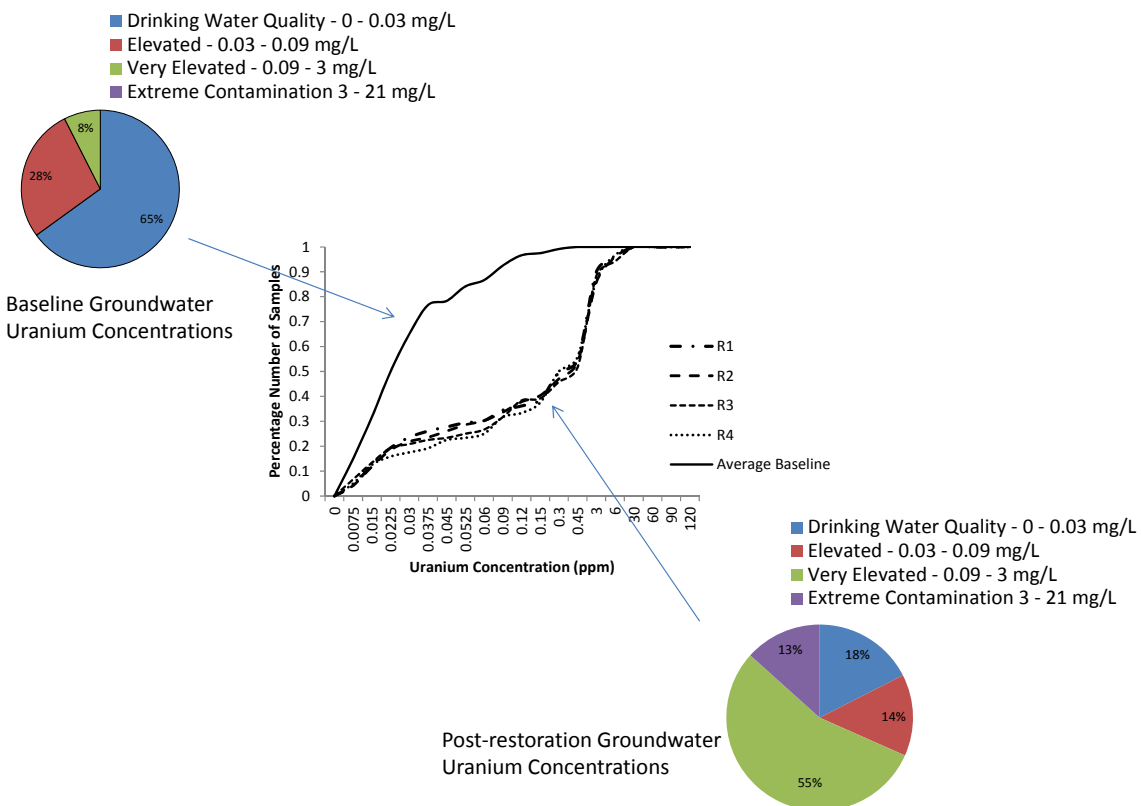 Drinking Water Quality - 0 - 0.03 mg/L
Elevated - 0.03 - 0.09 mg/L
Very Elevated - 0.09 - 3 mg/L
Extreme Contamination 3 - 21 mg/L
8%
28%
65%
Baseline Groundwater
Uranium Concentrations
Percentage Number of Samples
1
0.9
0.8
0.7
0.6
0.5
0.4
0.3
0.2
0.1
0
0
0.0075
0.015
0.0225
0.03
0.0375
0.045
0.0525
0.06
0.09
0.12
0.15
0.3
0.45
3
6
30
60
90
120
Uranium Concentration (ppm)
R1
R2
R3
R4
Average Baseline
Drinking Water Quality - 0 - 0.03 mg/L
Elevated - 0.03 - 0.09 mg/L
Very Elevated - 0.09 - 3 mg/L
Extreme Contamination 3 - 21 mg/L
13%
18%
14%
55%
Post-restoration Groundwater
Uranium Concentrations